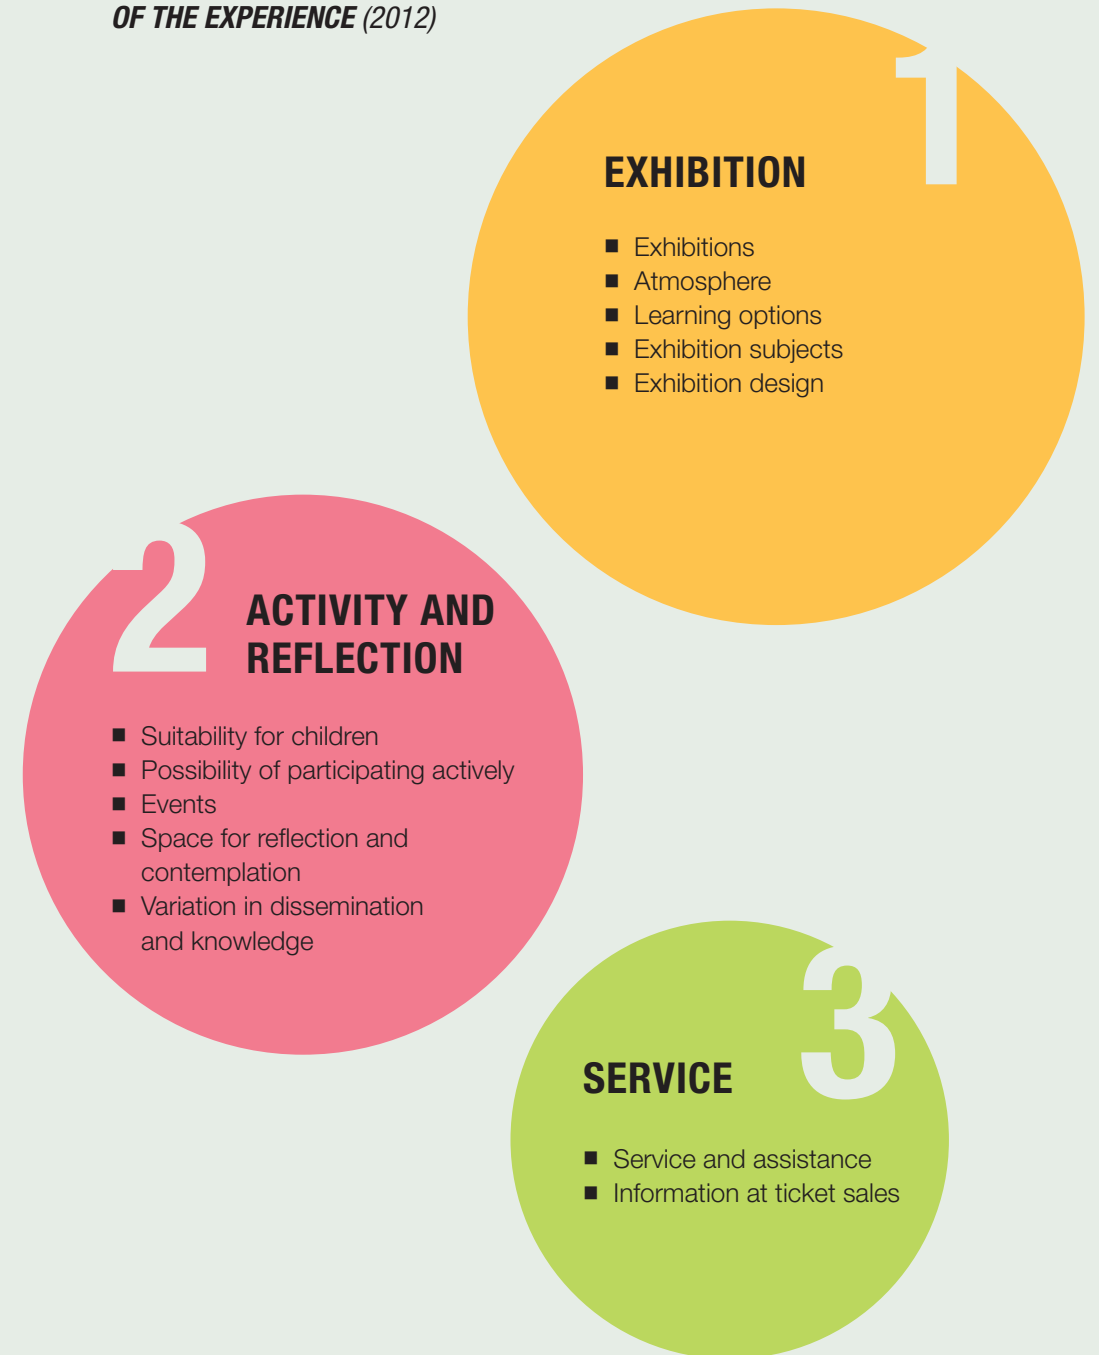 OF THE EXPERIENCE (2012)
1
EXHIBITION
■ Exhibitions
■ Atmosphere
■ Learning options
■ Exhibition subjects
■ Exhibition design
2
ACTIVITY AND
REFLECTION
■ Suitability for children
■ Possibility of participating actively
■ Events
■ Space for reflection and
contemplation
■ Variation in dissemination
and knowledge
3
SERVICE
■ Service and assistance
■ Information at ticket sales